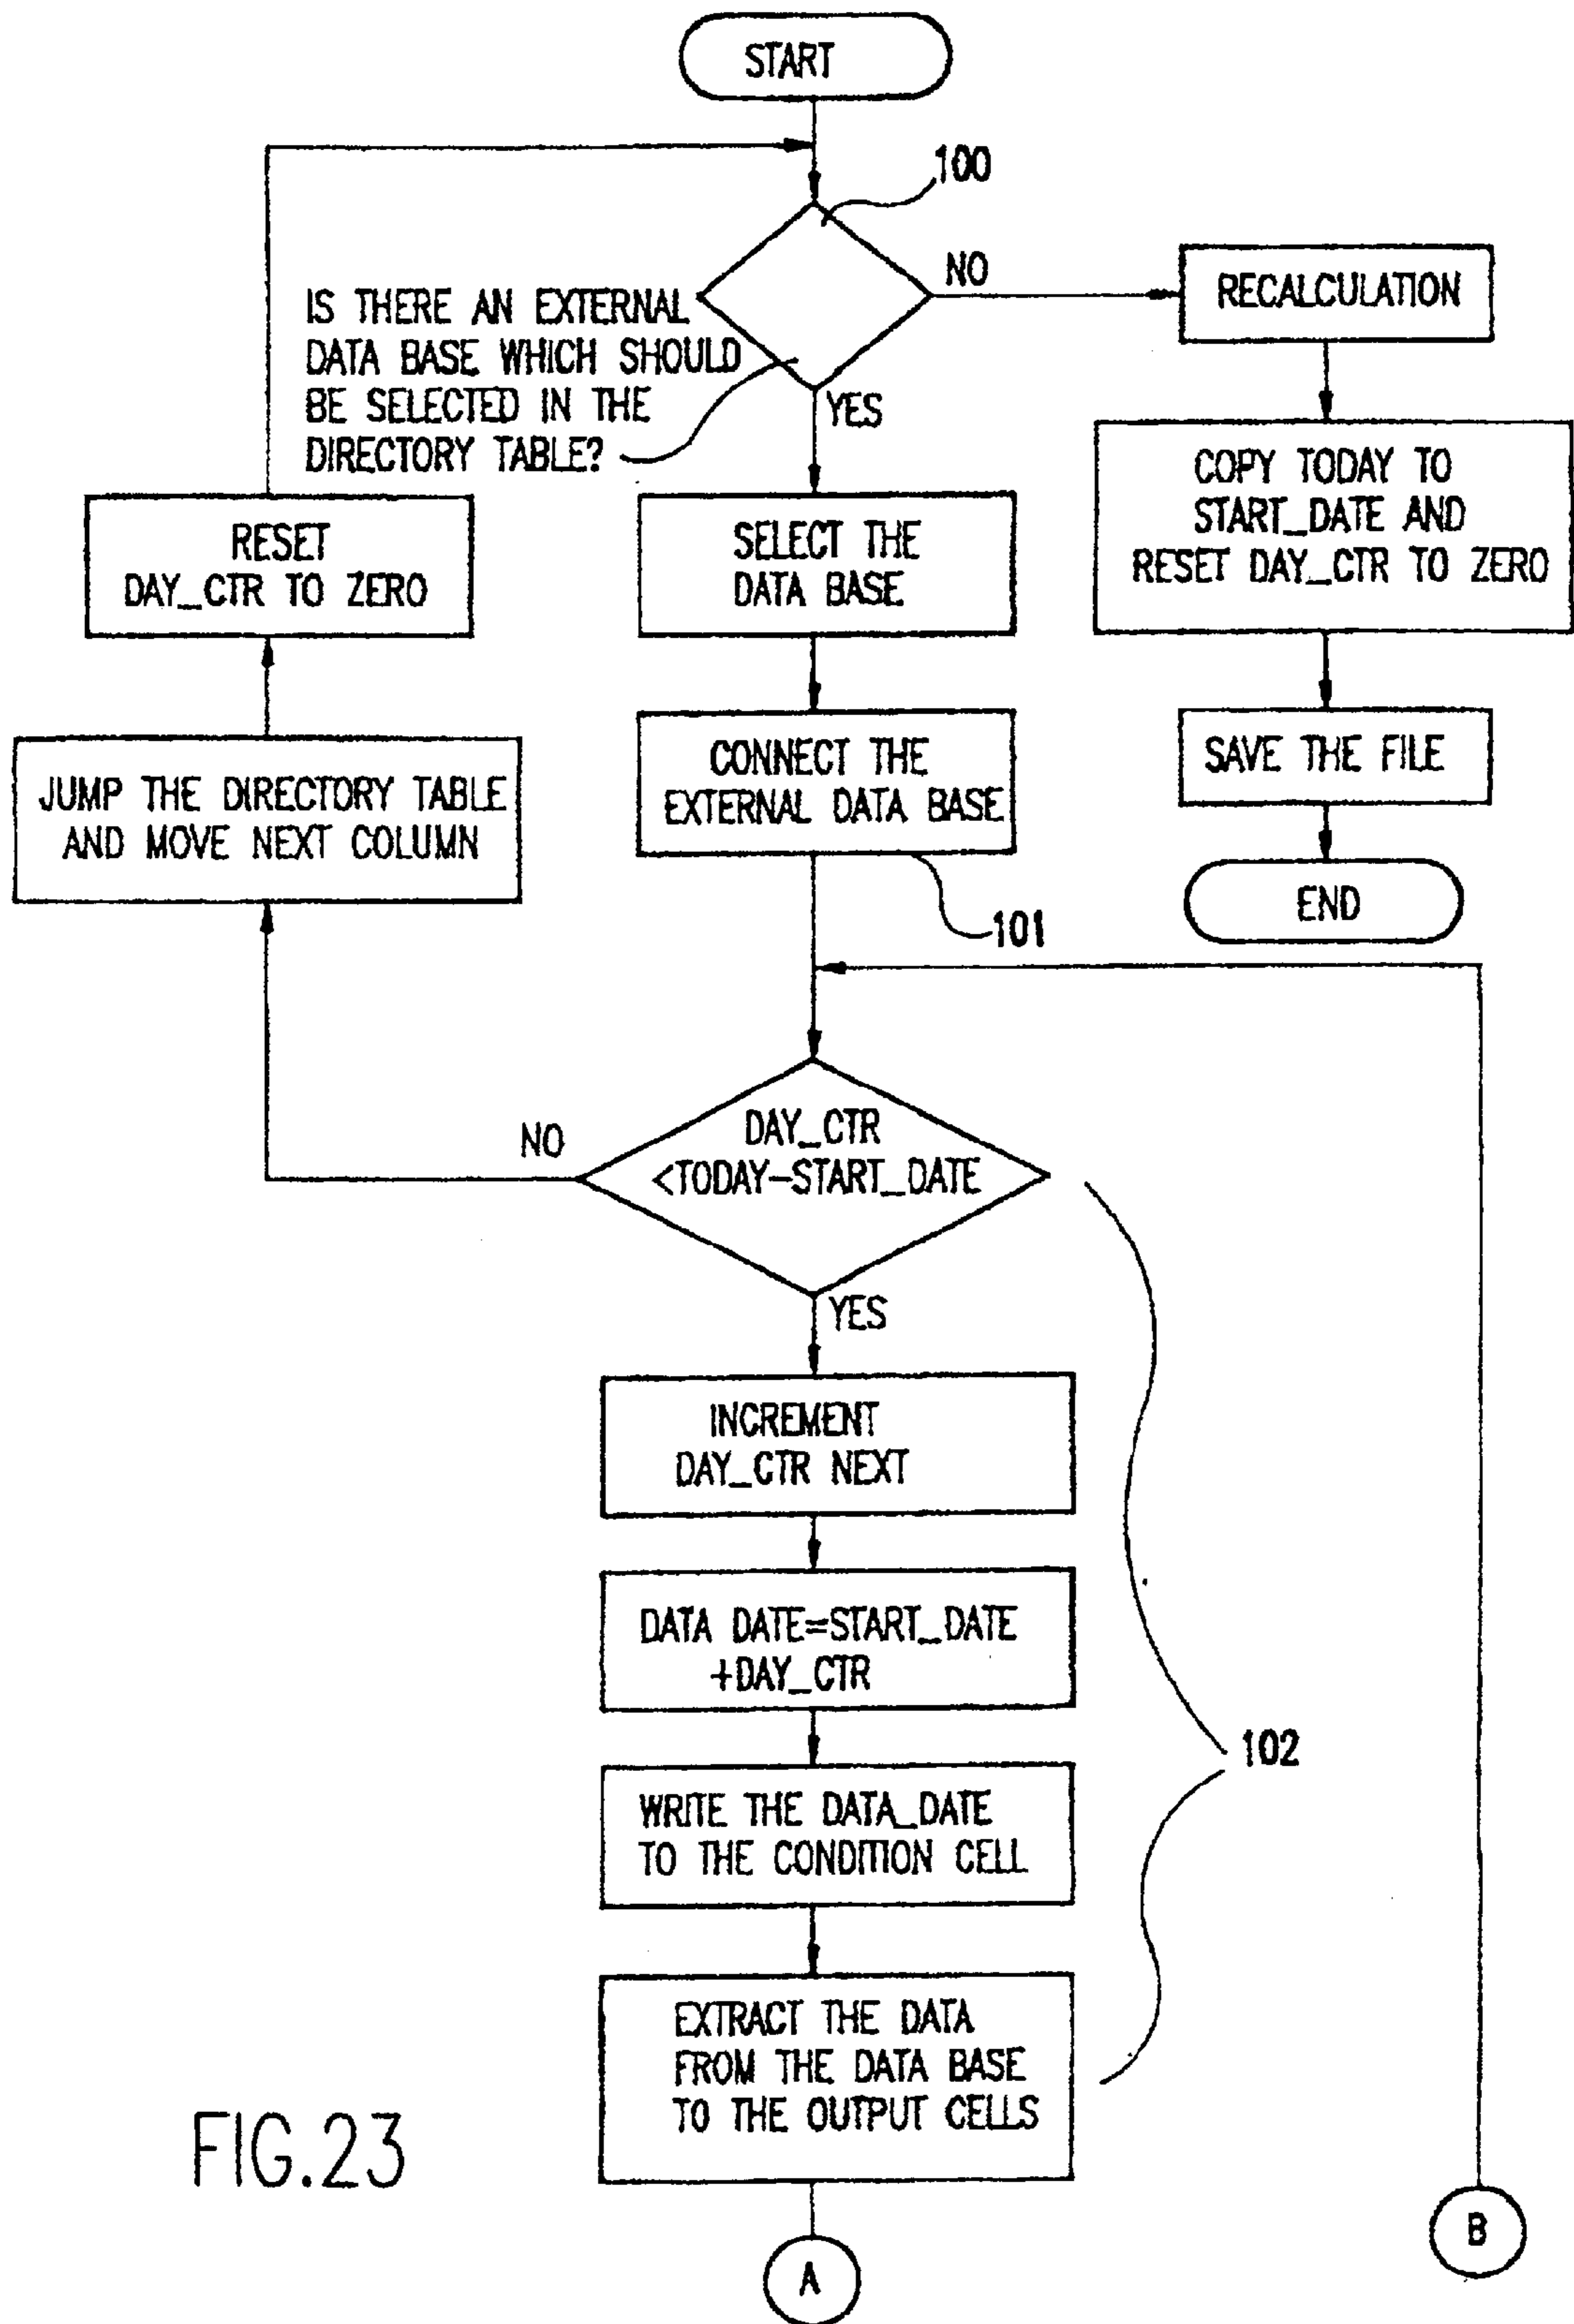 START
100
NO
RECALCULATION
IS THERE AN EXTERNAL
DATA BASE WHICH SHOULD
BE SELECTED IN THE
DIRECTORY TABLE?
YES
COPY TODAY TO
START_DATE AND
RESET DAY_CTR TO ZERO
RESET
DAY_CTR TO ZERO
SELECT THE
DATA BASE
JUMP THE DIRECTORY TABLE
AND MOVE NEXT COLUMN
CONNECT THE
EXTERNAL DATA BASE
SAVE THE FILE
END
101
NO
DAY_CTR
<TODAY-START_DATE
YES
INCREMENT
DAY_CTR NEXT
DATA DATE=START_DATE
+DAY_CTR
102
WRITE THE DATA_DATE
TO THE CONDITION CELL
EXTRACT THE DATA
FROM THE DATA BASE
TO THE OUTPUT CELLS
FIG.23
B
A